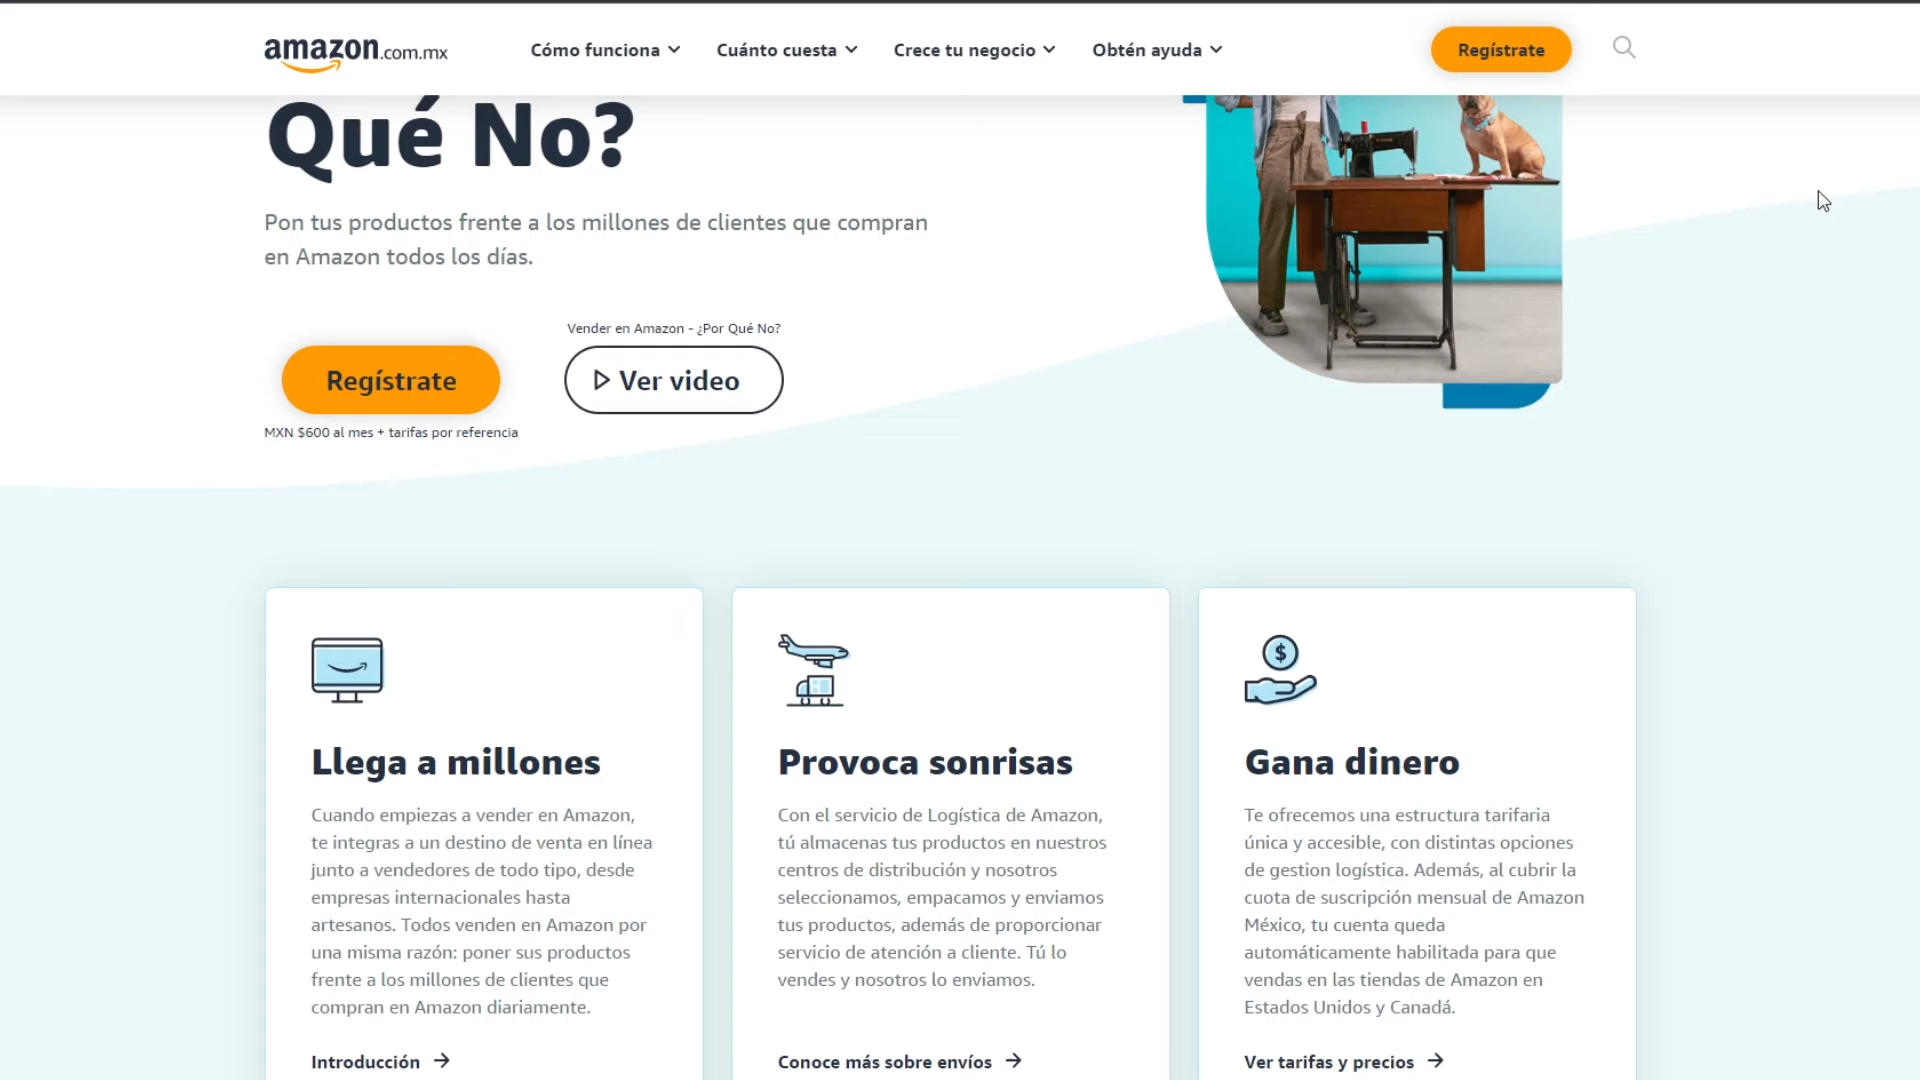 amazon.com.mx
Cómo funciona
Cuánto cuesta
Crece tu negocio
Obtén ayuda
Regístrate
Qué No?
Pon tus productos frente a los millones de clientes que compran
en Amazon todos los días.
Regístrate
MXN $600 al mes + tarifas por referencia
Vender en Amazon - ¿Por Qué No?
Ver video
Llega a millones
Cuando empiezas a vender en Amazon,
te integras a un destino de venta en línea
junto a vendedores de todo tipo, desde
empresas internacionales hasta
artesanos. Todos venden en Amazon por
una misma razón: poner sus productos
frente a los millones de clientes que
compran en Amazon diariamente.
Introducción →
Provoca sonrisas
Con el servicio de Logística de Amazon,
tú almacenas tus productos en nuestros
centros de distribución y nosotros
seleccionamos, empacamos y enviamos
tus productos, además de proporcionar
servicio de atención a cliente. Tú lo
vendes y nosotros lo enviamos.
Conoce más sobre envíos →
$
Gana dinero
Te ofrecemos una estructura tarifaria
única y accesible, con distintas opciones
de gestion logística. Además, al cubrir la
cuota de suscripción mensual de Amazon
México, tu cuenta queda
automáticamente habilitada para que
vendas en las tiendas de Amazon en
Estados Unidos y Canadá.
Ver tarifas y precios →